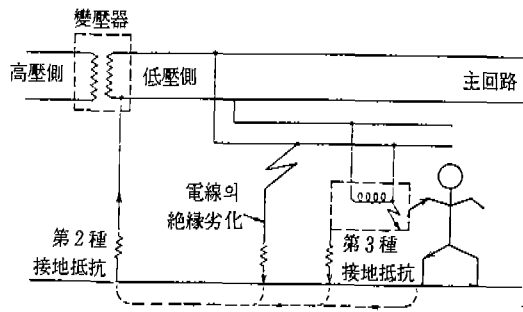 變壓器
高壓側
低壓側
主回路
電線의
絶緣劣化
第2種
接地抵抗
第3種
接地抵抗